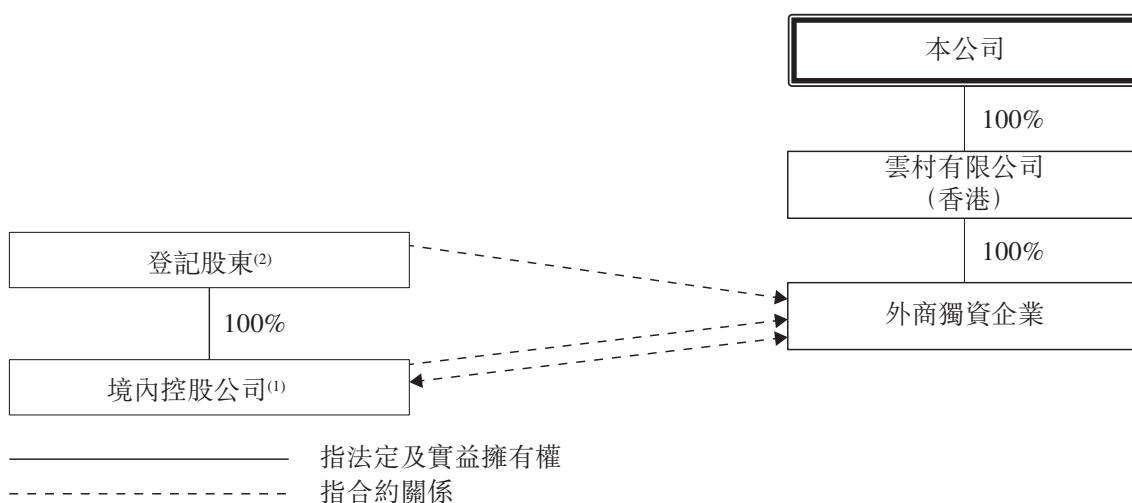 本公司
100%
雲村有限公司
（香港）
100%
登記股東(2)
外商獨資企業
100%
境內控股公司(1)
指法定及實益擁有權
指合約關係